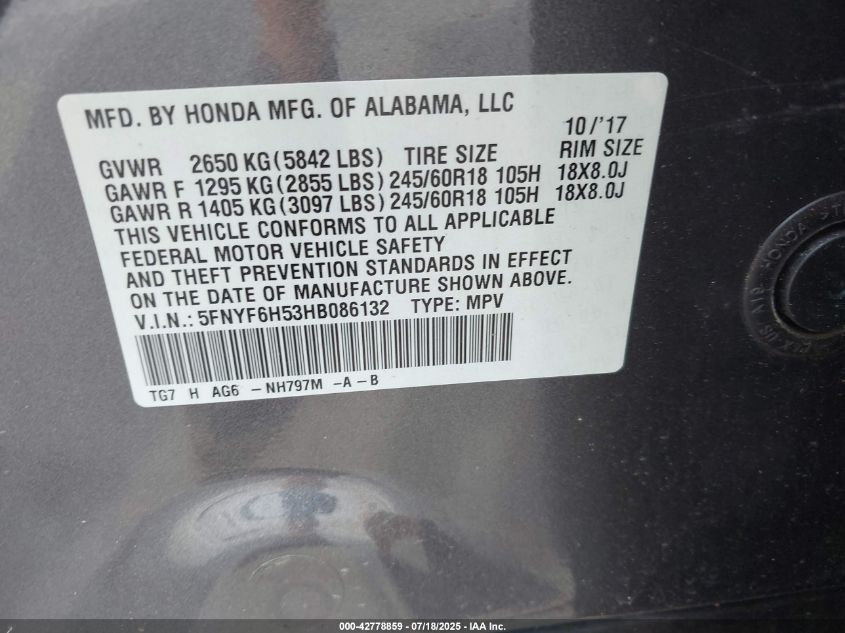 MFD. BY HONDA MFG. OF ALABAMA, LLC
10/'17
GVWR 2650 KG(5842 LBS) TIRE SIZE RIM SIZE
GAWR F 1295 KG(2855 LBS) 245/60R18 105H 18X8.0J
GAWR R 1405 KG(3097 LBS) 245/60R18 105H 18X8.0J
THIS VEHICLE CONFORMS TO ALL APPLICABLE
FEDERAL MOTOR VEHICLE SAFETY
AND THEFT PREVENTION STANDARDS IN EFFECT
ON THE DATE OF MANUFACTURE SHOWN ABOVE.
V.I.N.: 5FNYF6H53HB086132 TYPE: MPV
TG7 H AG6 -NH797M -A-B
HONDA
000-42778859 - 07/18/2025 - IAA Inc.